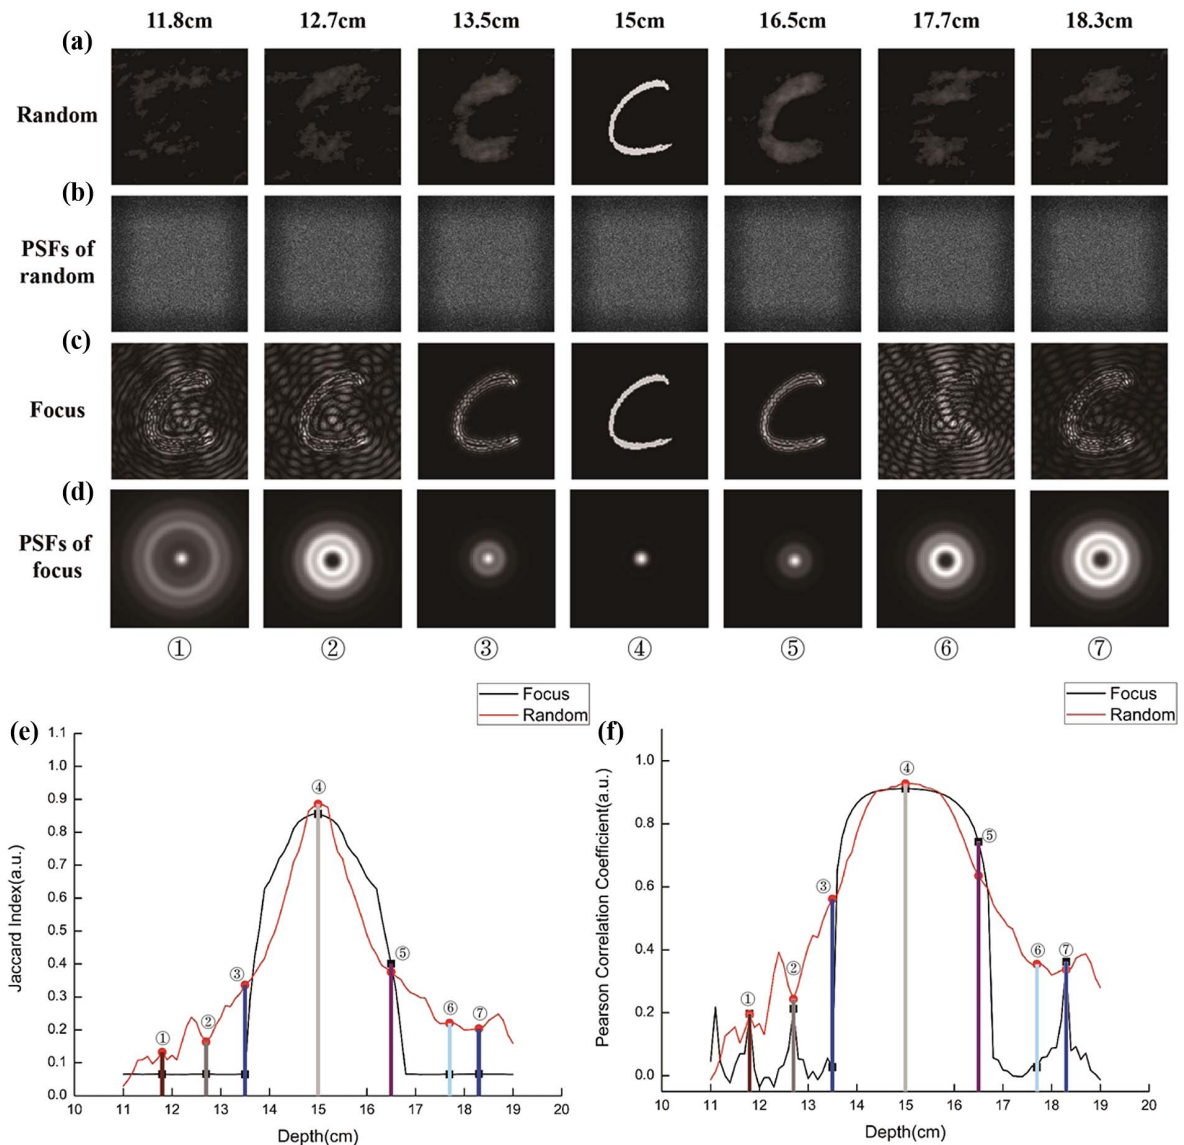 11.8cm 12.7cm 13.5cm 15cm 16.5cm 17.7cm 18.3cm
(a)
Random
(b)
PSFs of
random
(c)
Focus
(d)
PSFs of
focus
① ② ③ ④ ⑤ ⑥ ⑦
(e)
Focus
Random
1.1
1.0
0.9
0.8
0.7
0.6
0.5
0.4
0.3
0.2
0.1
0.0
Jaccard Index(a.u.)
① ② ③ ④ ⑤ ⑥ ⑦
10 11 12 13 14 15 16 17 18 19 20
Depth(cm)
(f)
Focus
Random
1.0
0.8
0.6
0.4
0.2
0.0
Pearson Correlation Coefficient(a.u.)
① ② ③ ④ ⑤ ⑥ ⑦
10 11 12 13 14 15 16 17 18 19 20
Depth(cm)